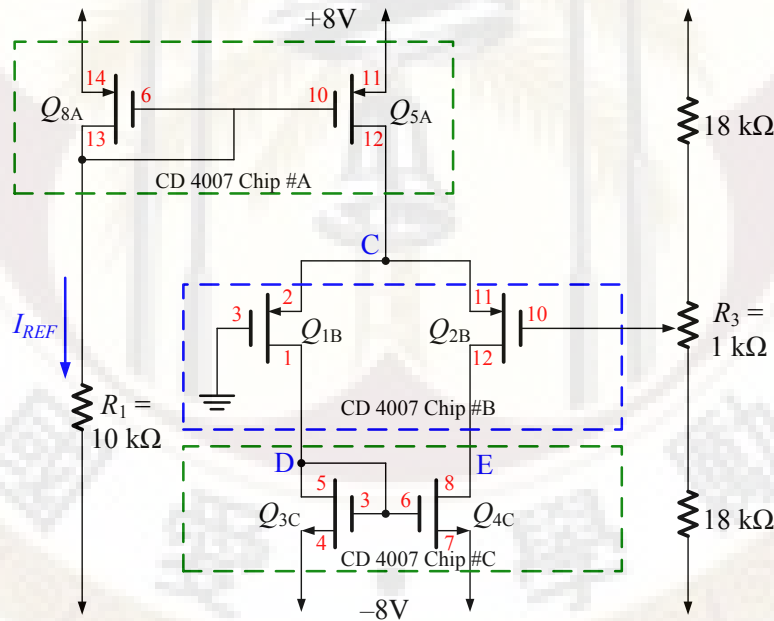 +8V
14
6
10
11
Q8A
Q5A
13
12
18 kΩ
CD 4007 Chip #A
C
2
11
3
10
IREF
Q1B
Q2B
R3 =
1 kΩ
1
12
R1 =
10 kΩ
CD 4007 Chip #B
D
E
5
8
3
6
Q3C
Q4C
18 kΩ
4
7
CD 4007 Chip #C
–8V